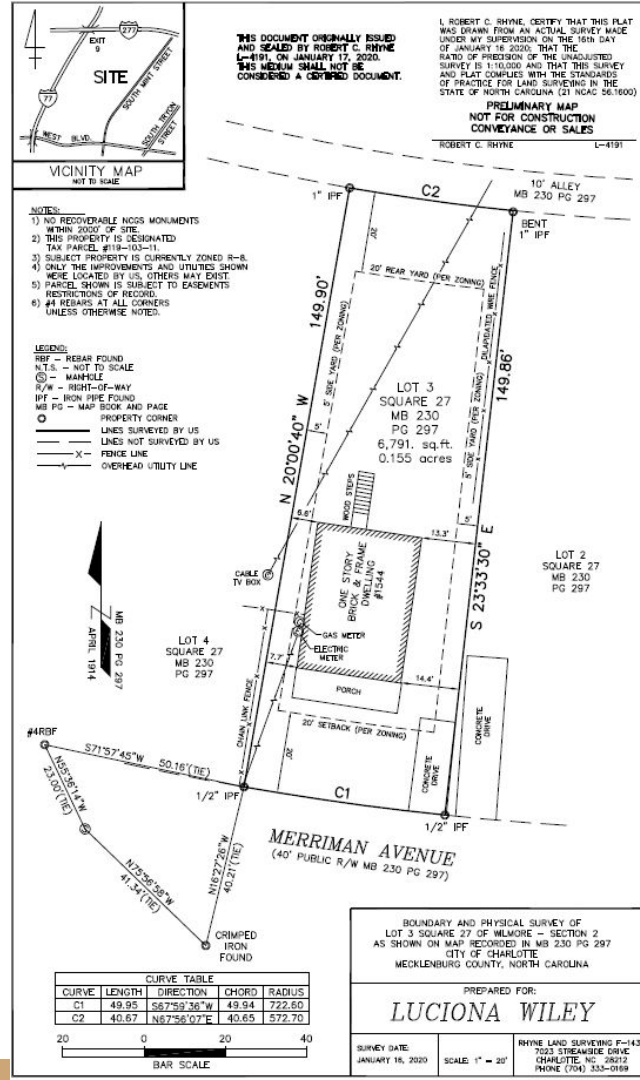 EXIT
9
277
77
SITE
SOUTH MINT STREET
SOUTH TRYON
STREET
WEST BLVD.
VICINITY MAP
NOT TO SCALE
THIS DOCUMENT ORIGINALLY ISSUED
AND SEALED BY ROBERT C. RHYNE
L-4191, ON JANUARY 17, 2020.
THIS MEDIUM SHALL NOT BE
CONSIDERED A CERTIFIED DOCUMENT.
I, ROBERT C. RHYNE, CERTIFY THAT THIS PLAT
WAS DRAWN FROM AN ACTUAL SURVEY MADE
UNDER MY SUPERVISION ON THE 16th DAY
OF JANUARY 16 2020; THAT THE
RATIO OF PRECISION OF THE UNADJUSTED
SURVEY IS 1:10,000 AND THAT THIS SURVEY
AND PLAT COMPLIES WITH THE STANDARDS
OF PRACTICE FOR LAND SURVEYING IN THE
STATE OF NORTH CAROLINA (21 NCAC 56.1600)
PRELIMINARY MAP
NOT FOR CONSTRUCTION
CONVEYANCE OR SALES
ROBERT C. RHYNE L-4191
NOTES:
1) NO RECOVERABLE NCGS MONUMENTS
WITHIN 2000' OF SITE.
2) THIS PROPERTY IS DESIGNATED
TAX PARCEL #119-103-11.
3) SUBJECT PROPERTY IS CURRENTLY ZONED R-8.
4) ONLY THE IMPROVEMENTS AND UTILITIES SHOWN
WERE LOCATED BY US, OTHERS MAY EXIST.
5) PARCEL SHOWN IS SUBJECT TO EASEMENTS
RESTRICTIONS OF RECORD.
6) #4 REBARS AT ALL CORNERS
UNLESS OTHERWISE NOTED.
LEGEND:
RBF - REBAR FOUND
N.T.S. - NOT TO SCALE
S - MANHOLE
R/W - RIGHT-OF-WAY
IPF - IRON PIPE FOUND
MB PG - MAP BOOK AND PAGE
PROPERTY CORNER
LINES SURVEYED BY US
LINES NOT SURVEYED BY US
X FENCE LINE
OVERHEAD UTILITY LINE
1" IPF
C2
10' ALLEY
MB 230 PG 297
BENT
1" IPF
20'
20' REAR YARD (PER ZONING)
149.90'
N 20°00'40" W
5' SIDE YARD (PER ZONING)
DILAPIDATED WIRE FENCE
149.86'
S 23°33'30" E
5' SIDE YARD (PER ZONING)
LOT 3
SQUARE 27
MB 230
PG 297
6,791. sq.ft.
0.155 acres
5'
5'
WOOD STEPS
6.6'
13.3'
ONE STORY
BRICK & FRAME
DWELLING
#1544
CABLE
TV BOX
GAS METER
ELECTRIC
METER
7.7'
14.4'
PORCH
LOT 2
SQUARE 27
MB 230
PG 297
LOT 4
SQUARE 27
MB 230
PG 297
MB 230 PG 297
APRIL 1914
CHAIN LINK FENCE
20' SETBACK (PER ZONING)
20'
CONCRETE
DRIVE
CONCRETE
DRIVE
#4RBF
S71°57'45"W 50.16'(TIE)
N55°36'14"W
23.00'(TIE)
N75°56'58"W
41.34'(TIE)
N16°27'26"W
40.21'(TIE)
1/2" IPF
C1
1/2" IPF
MERRIMAN AVENUE
(40' PUBLIC R/W MB 230 PG 297)
CRIMPED
IRON
FOUND
CURVE TABLE
CURVE LENGTH DIRECTION CHORD RADIUS
C1 49.95 S67°59'36"W 49.94 722.60
C2 40.67 N67°56'07"E 40.65 572.70
20 0 20 40
BAR SCALE
BOUNDARY AND PHYSICAL SURVEY OF
LOT 3 SQUARE 27 OF WILMORE - SECTION 2
AS SHOWN ON MAP RECORDED IN MB 230 PG 297
CITY OF CHARLOTTE
MECKLENBURG COUNTY, NORTH CAROLINA
PREPARED FOR:
LUCIONA WILEY
SURVEY DATE:
JANUARY 16, 2020
SCALE: 1" = 20'
RHYNE LAND SURVEYING F-143
7023 STREAMSIDE DRIVE
CHARLOTTE, NC 28212
PHONE (704) 333-0169